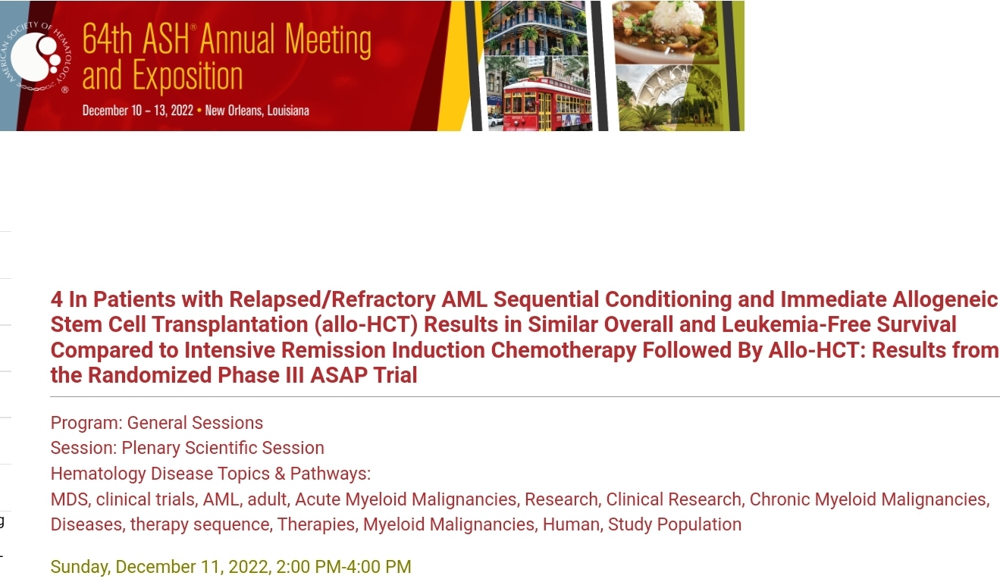 AMERICAN SOCIETY OF HEMATOLOGY
®
64th ASH® Annual Meeting
and Exposition
December 10 – 13, 2022 • New Orleans, Louisiana
4 In Patients with Relapsed/Refractory AML Sequential Conditioning and Immediate Allogeneic
Stem Cell Transplantation (allo-HCT) Results in Similar Overall and Leukemia-Free Survival
Compared to Intensive Remission Induction Chemotherapy Followed By Allo-HCT: Results from
the Randomized Phase III ASAP Trial
Program: General Sessions
Session: Plenary Scientific Session
Hematology Disease Topics & Pathways:
MDS, clinical trials, AML, adult, Acute Myeloid Malignancies, Research, Clinical Research, Chronic Myeloid Malignancies,
Diseases, therapy sequence, Therapies, Myeloid Malignancies, Human, Study Population
g
Sunday, December 11, 2022, 2:00 PM-4:00 PM